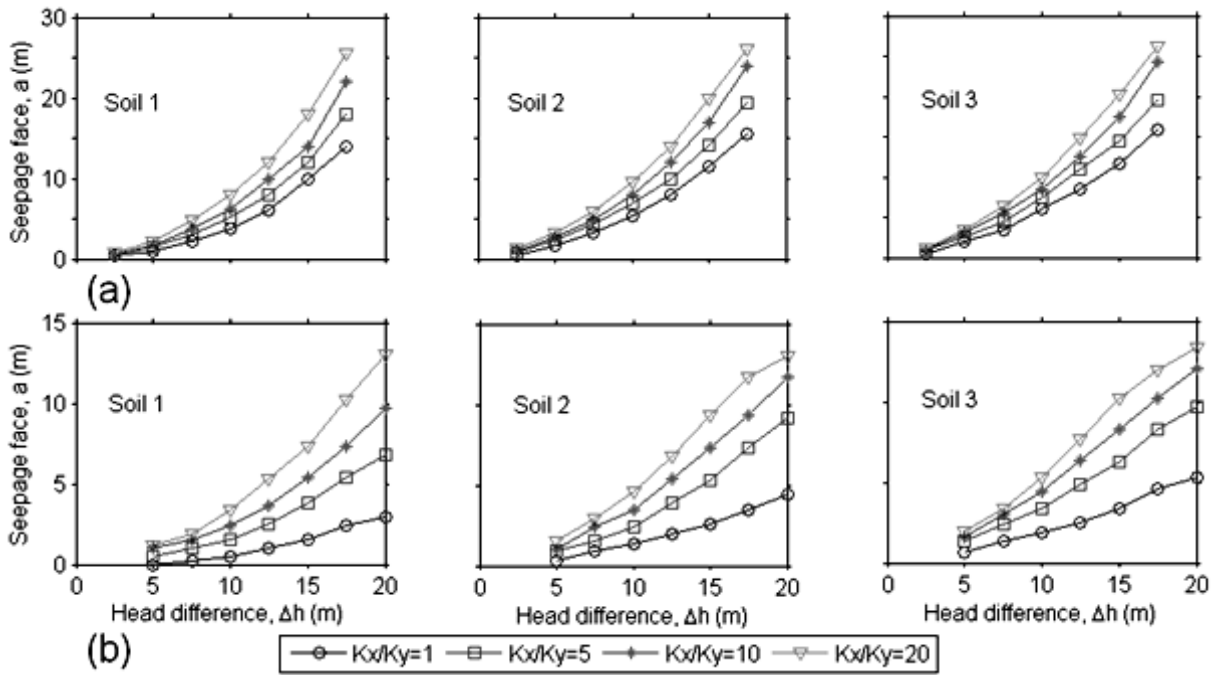 30
20
10
0
Seepage face, a (m)
Soil 1
Soil 2
Soil 3
(a)
15
10
5
0
Seepage face, a (m)
Soil 1
Soil 2
Soil 3
0 5 10 15 20
0 5 10 15 20
0 5 10 15 20
Head difference, Δh (m)
Head difference, Δh (m)
Head difference, Δh (m)
(b)
Kx/Ky=1 Kx/Ky=5 Kx/Ky=10 Kx/Ky=20